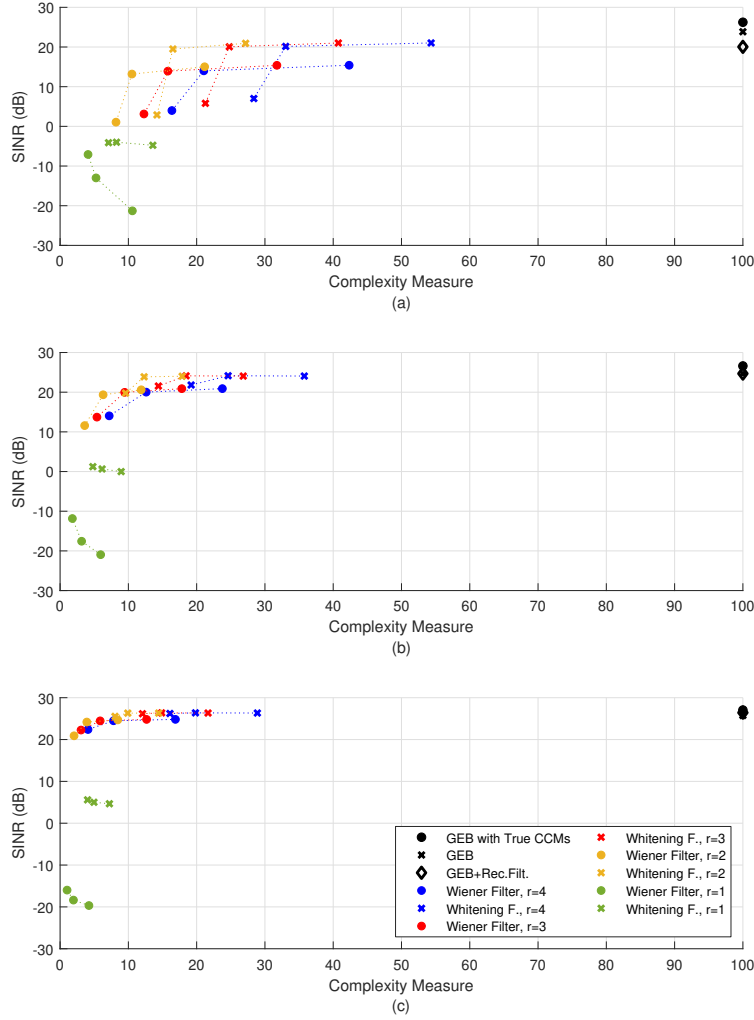 30
20
10
0
-10
-20
-30
SINR (dB)
0 10 20 30 40 50 60 70 80 90 100
Complexity Measure
(a)
30
20
10
0
-10
-20
-30
SINR (dB)
0 10 20 30 40 50 60 70 80 90 100
Complexity Measure
(b)
30
20
10
0
-10
-20
-30
SINR (dB)
GEB with True CCMs
GEB
GEB+Rec.Filt.
Wiener Filter, r=4
Whitening F., r=4
Wiener Filter, r=3
Whitening F., r=3
Wiener Filter, r=2
Whitening F., r=2
Wiener Filter, r=1
Whitening F., r=1
0 10 20 30 40 50 60 70 80 90 100
Complexity Measure
(c)